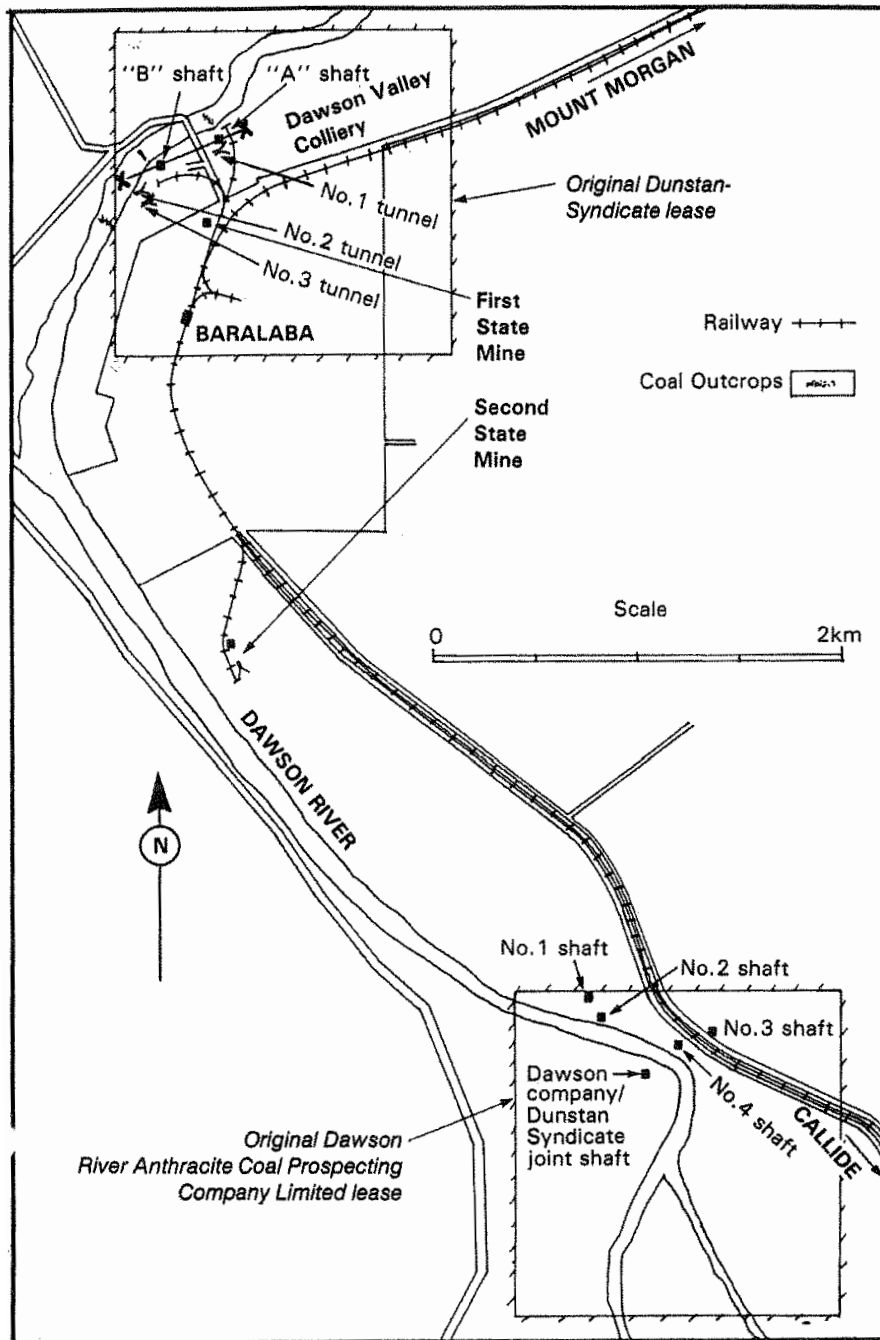 "B" shaft
"A" shaft
Dawson Valley
Colliery
MOUNT MORGAN
No.1 tunnel
Original Dunstan-
Syndicate lease
No.2 tunnel
No.3 tunnel
First
State
Mine
BARALABA
Railway
Coal Outcrops
Second
State
Mine
Scale
0
2km
DAWSON RIVER
N
No.1 shaft
No.2 shaft
No.3 shaft
No.4 shaft
Dawson
company/
Dunstan
Syndicate
joint shaft
CALLIDE
Original Dawson
River Anthracite Coal Prospecting
Company Limited lease